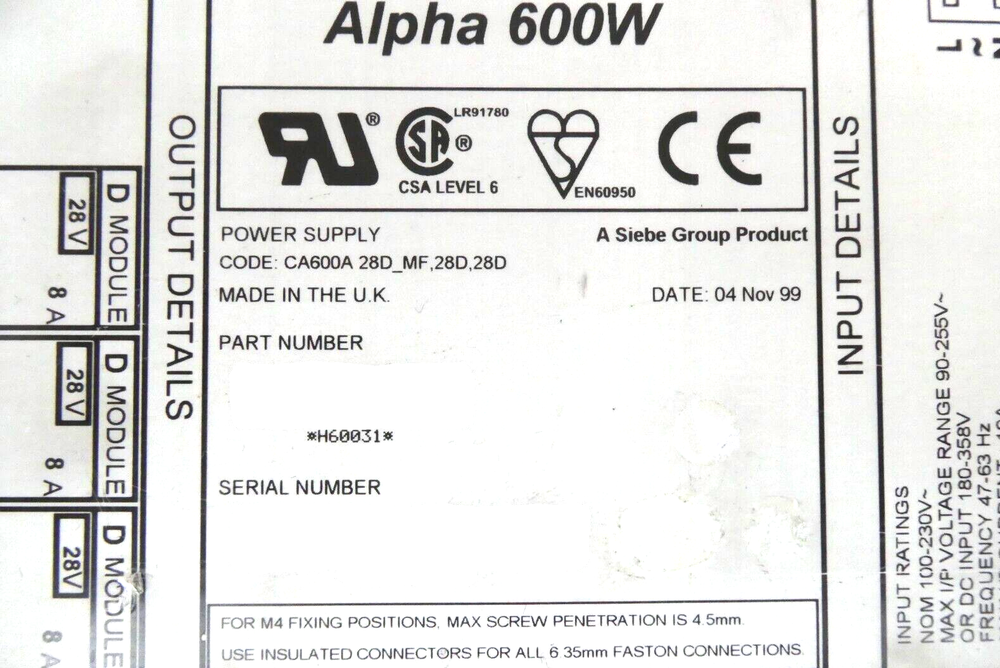 Alpha 600W
LR91780
CSA LEVEL 6
EN60950
CE
OUTPUT DETAILS
D MODULE
28 V
8 A
D MODULE
28 V
8 A
D MODULE
28V
8 A
POWER SUPPLY
A Siebe Group Product
CODE: CA600A 28D_MF,28D,28D
MADE IN THE U.K.
DATE: 04 Nov 99
PART NUMBER
*H60031*
SERIAL NUMBER
FOR M4 FIXING POSITIONS, MAX SCREW PENETRATION IS 4.5mm.
USE INSULATED CONNECTORS FOR ALL 6.35mm FASTON CONNECTIONS.
INPUT DETAILS
L
~
INPUT RATINGS
NOM 100-230V~
MAX I/P VOLTAGE RANGE 90-255V~
OR DC INPUT 180-358V
FREQUENCY 47-63 Hz